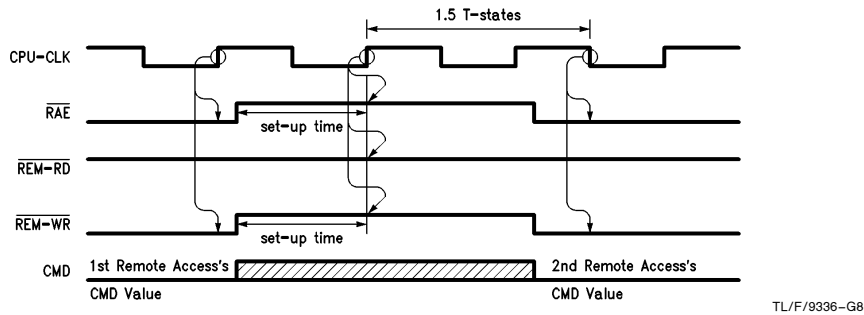 1.5 T-states
CPU-CLK
RAE
set-up time
REM-RD
REM-WR
set-up time
CMD
1st Remote Access's
CMD Value
2nd Remote Access's
CMD Value
TL/F/9336-G8